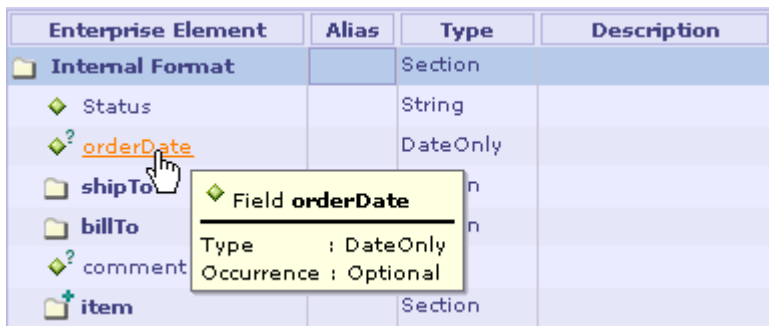 Enterprise Element Alias Type Description
Internal Format Section
Status String
? orderDate DateOnly
shipTo n
Field orderDate
billTo n
Type : DateOnly
? comment
Occurrence : Optional
item Section